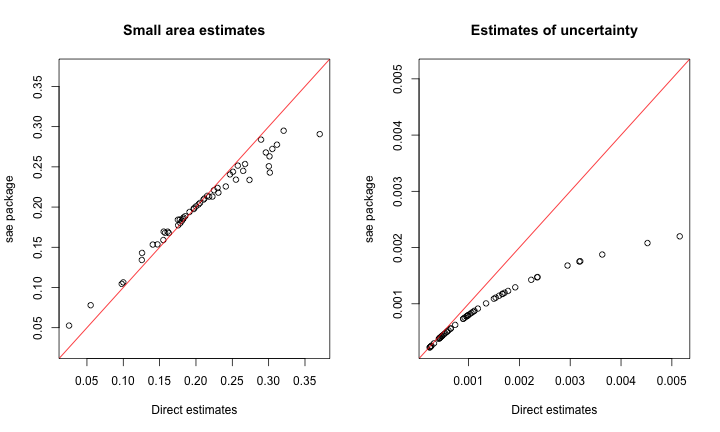 Small area estimates
sae package
0.05 0.10 0.15 0.20 0.25 0.30 0.35
0.05 0.10 0.15 0.20 0.25 0.30 0.35
Direct estimates
Estimates of uncertainty
sae package
0.001 0.002 0.003 0.004 0.005
0.001 0.002 0.003 0.004 0.005
Direct estimates